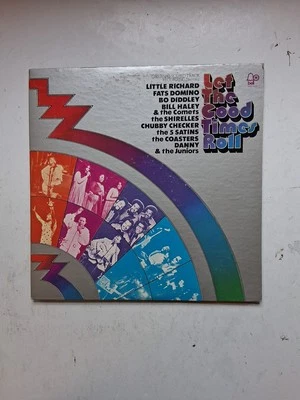 LITTLE RICHARD
FATS DOMINO
BO DIDDLEY
BILL HALEY
& the Comets
the SHIRELLES
CHUBBY CHECKER
the 5 SATINS
the COASTERS
DANNY
& the Juniors
Let
The
Good
Times
Roll